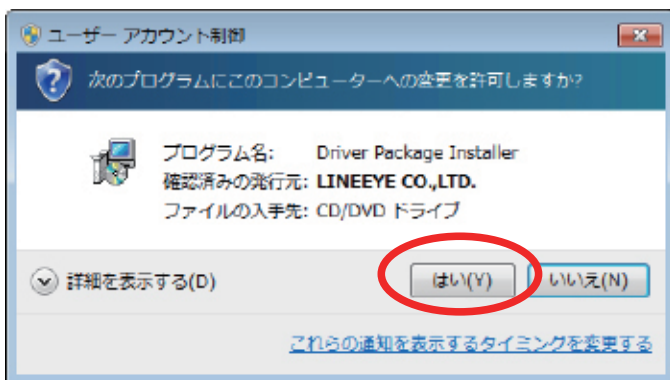 ユーザー アカウント制御
次のプログラムにこのコンピューターへの変更を許可しますか?
プログラム名: Driver Package Installer
確認済みの発行元: LINEEYE CO.,LTD.
ファイルの入手先: CD/DVD ドライブ
詳細を表示する(D) はい(Y) いいえ(N)
これらの通知を表示するタイミングを変更する